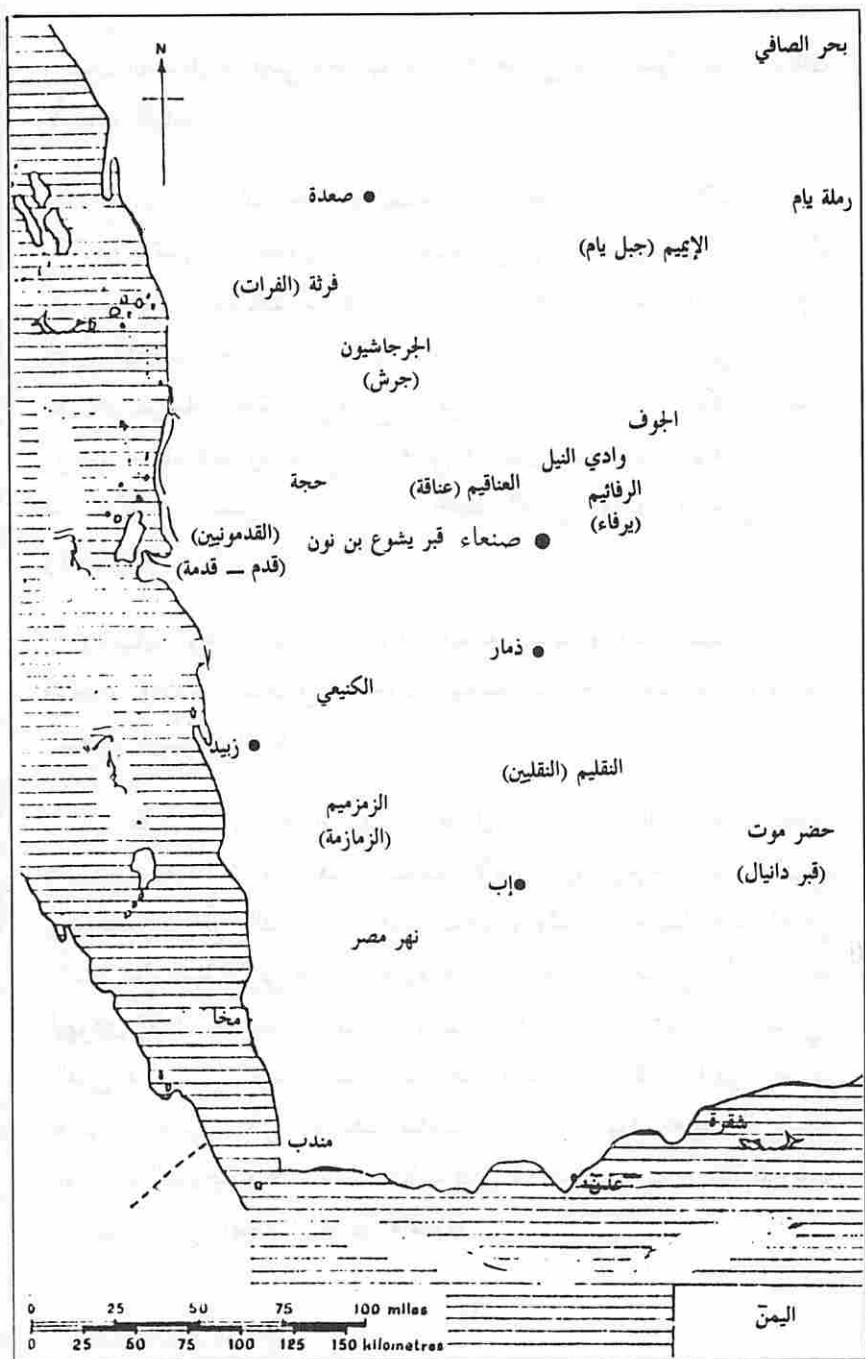 بحر الصافي
N
صعدة
رملة يام
الإيميم (جبل يام)
فرثة (الفرات)
الجرجاشيون
(جرش)
الجوف
وادي النيل
حجة
العناقيم (عناقة)
الرفائيم
(يرفاء)
(القدمونيين)
(قدم — قدمة)
صنعاء قبر يشوع بن نون
ذمار
الكنيعي
زبيد
النقليم (النقليين)
الزمزميم
(الزمازمة)
حضر موت
(قبر دانيال)
إب
نهر مصر
مخا
شقرة
مندب
عدن
0 25 50 75 100 miles
0 25 50 75 100 125 150 kilometres
اليمن